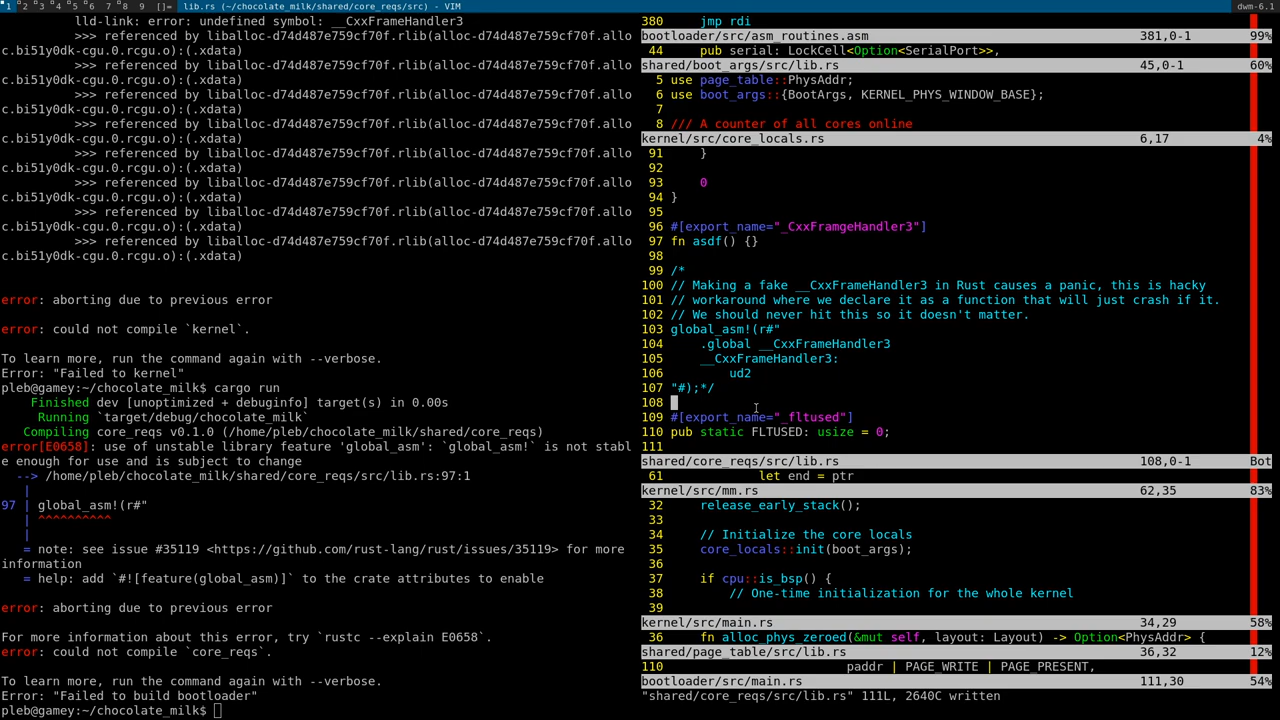 1 2 3 4 5 6 7 8 9 []= lib.rs (~/chocolate_milk/shared/core_reqs/src) - VIM dwm-6.1
lld-link: error: undefined symbol: __CxxFrameHandler3
>>> referenced by liballoc-d74d487e759cf70f.rlib(alloc-d74d487e759cf70f.allo
c.bi51y0dk-cgu.0.rcgu.o):(.xdata)
>>> referenced by liballoc-d74d487e759cf70f.rlib(alloc-d74d487e759cf70f.allo
c.bi51y0dk-cgu.0.rcgu.o):(.xdata)
>>> referenced by liballoc-d74d487e759cf70f.rlib(alloc-d74d487e759cf70f.allo
c.bi51y0dk-cgu.0.rcgu.o):(.xdata)
>>> referenced by liballoc-d74d487e759cf70f.rlib(alloc-d74d487e759cf70f.allo
c.bi51y0dk-cgu.0.rcgu.o):(.xdata)
>>> referenced by liballoc-d74d487e759cf70f.rlib(alloc-d74d487e759cf70f.allo
c.bi51y0dk-cgu.0.rcgu.o):(.xdata)
>>> referenced by liballoc-d74d487e759cf70f.rlib(alloc-d74d487e759cf70f.allo
c.bi51y0dk-cgu.0.rcgu.o):(.xdata)
>>> referenced by liballoc-d74d487e759cf70f.rlib(alloc-d74d487e759cf70f.allo
c.bi51y0dk-cgu.0.rcgu.o):(.xdata)
>>> referenced by liballoc-d74d487e759cf70f.rlib(alloc-d74d487e759cf70f.allo
c.bi51y0dk-cgu.0.rcgu.o):(.xdata)
error: aborting due to previous error
error: could not compile `kernel`.
To learn more, run the command again with --verbose.
Error: "Failed to kernel"
pleb@gamey:~/chocolate_milk$ cargo run
Finished dev [unoptimized + debuginfo] target(s) in 0.00s
Running `target/debug/chocolate_milk`
Compiling core_reqs v0.1.0 (/home/pleb/chocolate_milk/shared/core_reqs)
error[E0658]: use of unstable library feature 'global_asm': `global_asm!` is not stabl
e enough for use and is subject to change
--> /home/pleb/chocolate_milk/shared/core_reqs/src/lib.rs:97:1
|
97 | global_asm!(r#"
| ^^^^^^^^^^
|
= note: see issue #35119 <https://github.com/rust-lang/rust/issues/35119> for more
information
= help: add `#![feature(global_asm)]` to the crate attributes to enable
error: aborting due to previous error
For more information about this error, try `rustc --explain E0658`.
error: could not compile `core_reqs`.
To learn more, run the command again with --verbose.
Error: "Failed to build bootloader"
pleb@gamey:~/chocolate_milk$
380 jmp rdi
bootloader/src/asm_routines.asm 381,0-1 99%
44 pub serial: LockCell<Option<SerialPort>>,
shared/boot_args/src/lib.rs 45,0-1 60%
5 use page_table::PhysAddr;
6 use boot_args::{BootArgs, KERNEL_PHYS_WINDOW_BASE};
7
8 /// A counter of all cores online
kernel/src/core_locals.rs 6,17 4%
91 }
92
93 0
94 }
95
96 #[export_name="_CxxFramgeHandler3"]
97 fn asdf() {}
98
99 /*
100 // Making a fake __CxxFrameHandler3 in Rust causes a panic, this is hacky
101 // workaround where we declare it as a function that will just crash if it.
102 // We should never hit this so it doesn't matter.
103 global_asm!(r#"
104 .global __CxxFrameHandler3
105 __CxxFrameHandler3:
106 ud2
107 "#);*/
108
109 #[export_name="_fltused"]
110 pub static FLTUSED: usize = 0;
111
shared/core_reqs/src/lib.rs 108,0-1 Bot
61 let end = ptr
kernel/src/mm.rs 62,35 83%
32 release_early_stack();
33
34 // Initialize the core locals
35 core_locals::init(boot_args);
36
37 if cpu::is_bsp() {
38 // One-time initialization for the whole kernel
39
kernel/src/main.rs 34,29 58%
36 fn alloc_phys_zeroed(&mut self, layout: Layout) -> Option<PhysAddr> {
shared/page_table/src/lib.rs 36,32 12%
110 paddr | PAGE_WRITE | PAGE_PRESENT,
bootloader/src/main.rs 111,30 54%
"shared/core_reqs/src/lib.rs" 111L, 2640C written